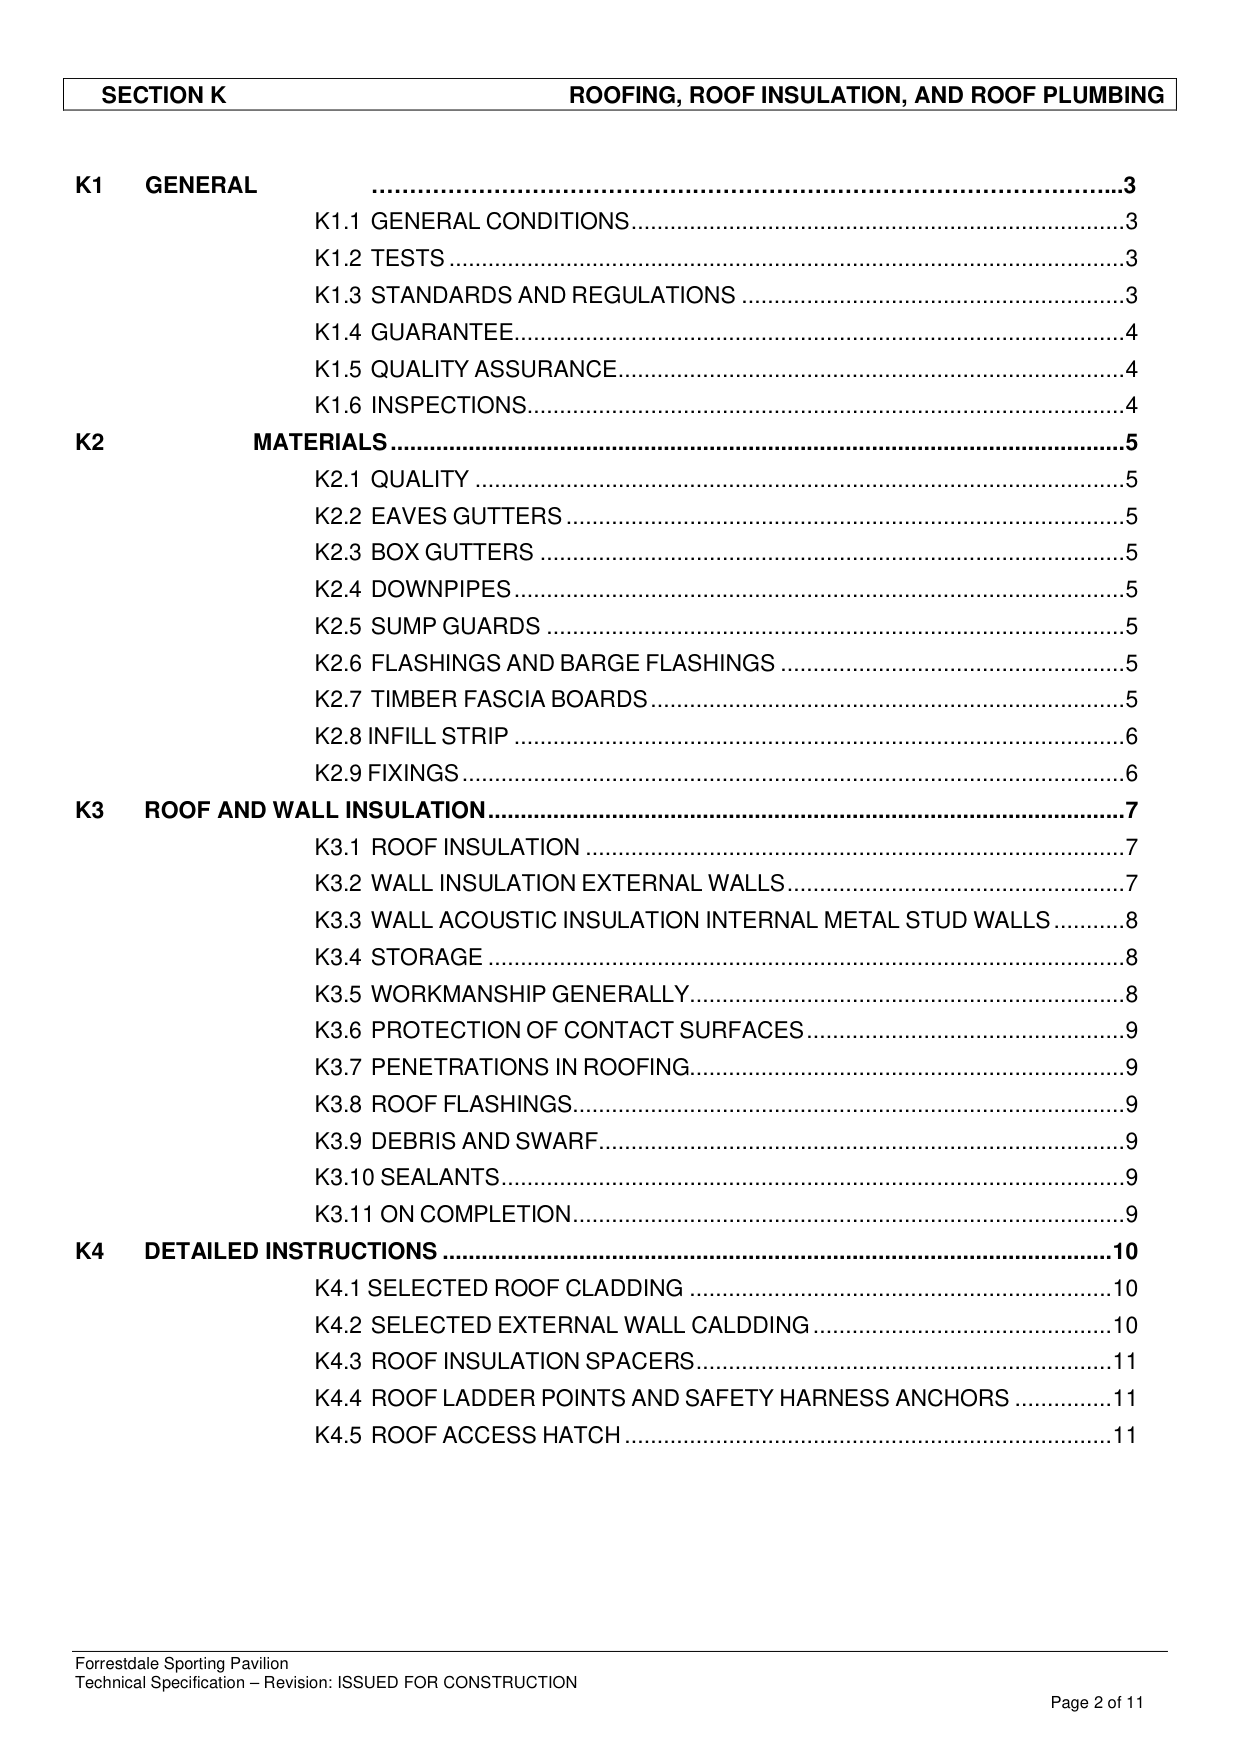 SECTION K ROOFING, ROOF INSULATION, AND ROOF PLUMBING
K1 GENERAL ……………………………………………………………………………………...3
K1.1 GENERAL CONDITIONS............................................................................3
K1.2 TESTS ........................................................................................................3
K1.3 STANDARDS AND REGULATIONS ...........................................................3
K1.4 GUARANTEE..............................................................................................4
K1.5 QUALITY ASSURANCE..............................................................................4
K1.6 INSPECTIONS............................................................................................4
K2 MATERIALS.................................................................................................................5
K2.1 QUALITY ....................................................................................................5
K2.2 EAVES GUTTERS......................................................................................5
K2.3 BOX GUTTERS ..........................................................................................5
K2.4 DOWNPIPES..............................................................................................5
K2.5 SUMP GUARDS .........................................................................................5
K2.6 FLASHINGS AND BARGE FLASHINGS .....................................................5
K2.7 TIMBER FASCIA BOARDS.........................................................................5
K2.8 INFILL STRIP ..............................................................................................6
K2.9 FIXINGS......................................................................................................6
K3 ROOF AND WALL INSULATION..................................................................................7
K3.1 ROOF INSULATION ...................................................................................7
K3.2 WALL INSULATION EXTERNAL WALLS....................................................7
K3.3 WALL ACOUSTIC INSULATION INTERNAL METAL STUD WALLS...........8
K3.4 STORAGE ..................................................................................................8
K3.5 WORKMANSHIP GENERALLY...................................................................8
K3.6 PROTECTION OF CONTACT SURFACES.................................................9
K3.7 PENETRATIONS IN ROOFING...................................................................9
K3.8 ROOF FLASHINGS.....................................................................................9
K3.9 DEBRIS AND SWARF.................................................................................9
K3.10 SEALANTS................................................................................................9
K3.11 ON COMPLETION.....................................................................................9
K4 DETAILED INSTRUCTIONS ......................................................................................10
K4.1 SELECTED ROOF CLADDING .................................................................10
K4.2 SELECTED EXTERNAL WALL CALDDING..............................................10
K4.3 ROOF INSULATION SPACERS................................................................11
K4.4 ROOF LADDER POINTS AND SAFETY HARNESS ANCHORS ...............11
K4.5 ROOF ACCESS HATCH...........................................................................11
Forrestdale Sporting Pavilion
Technical Specification – Revision: ISSUED FOR CONSTRUCTION
Page 2 of 11